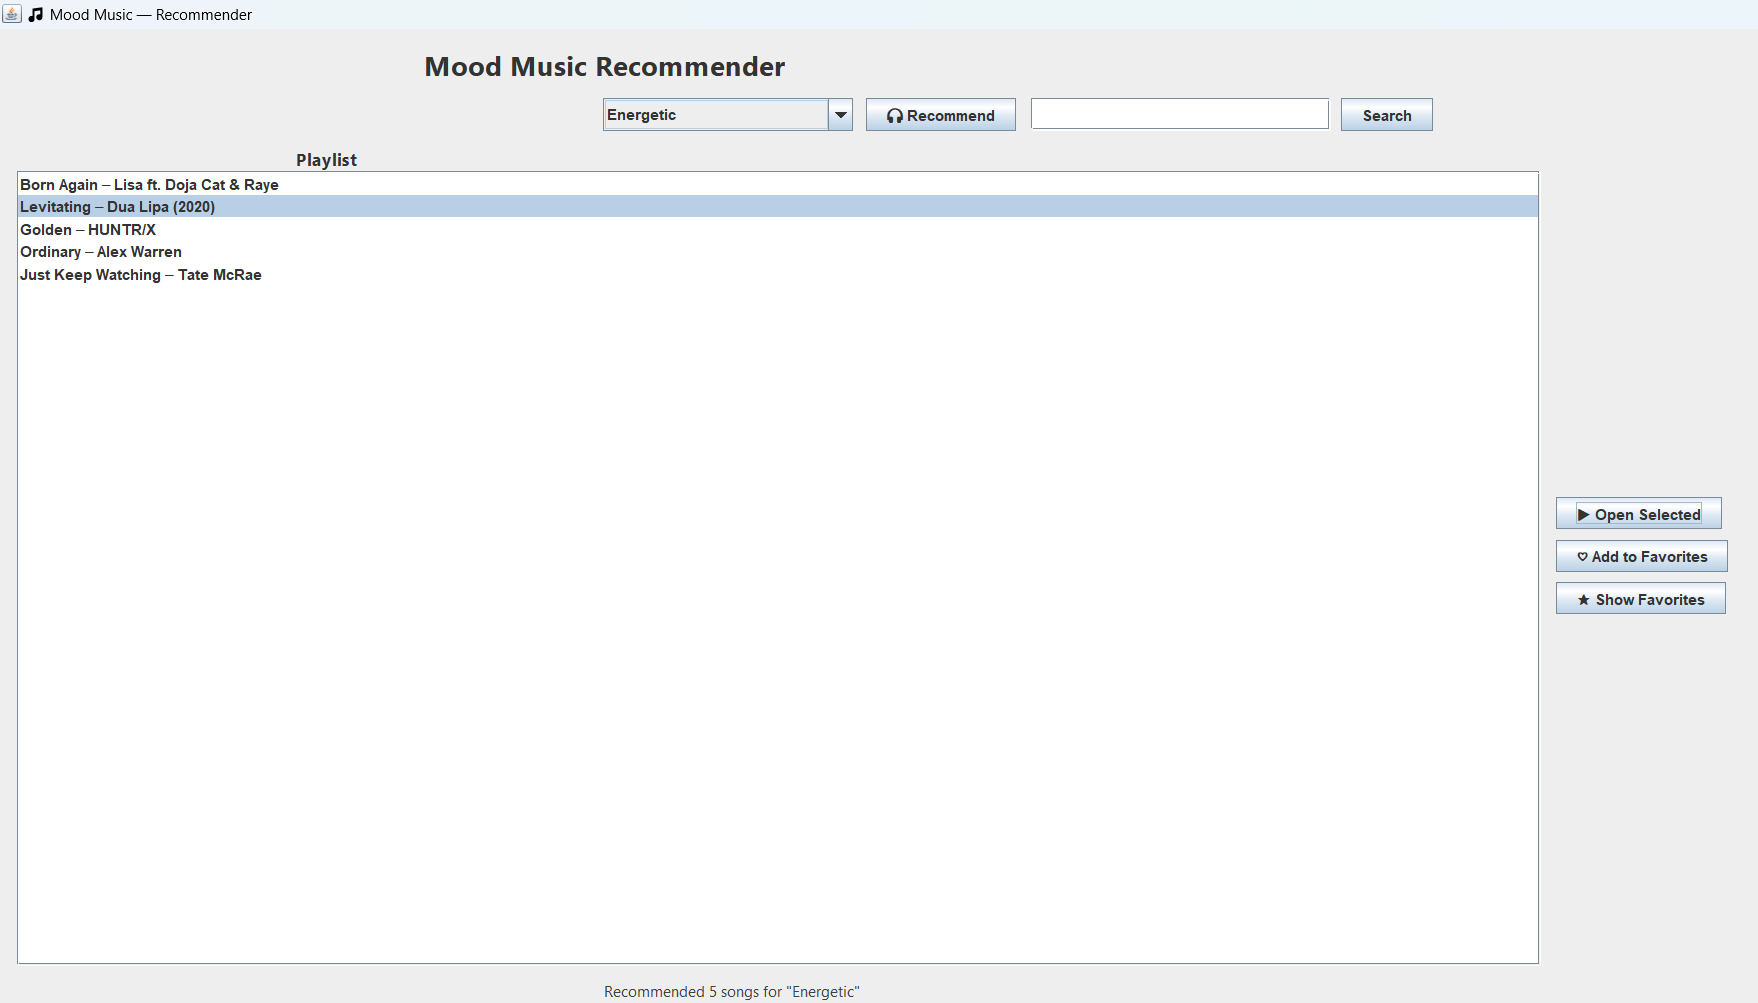 Mood Music — Recommender
Mood Music Recommender
Energetic
Recommend
Search
Playlist
Born Again – Lisa ft. Doja Cat & Raye
Levitating – Dua Lipa (2020)
Golden – HUNTR/X
Ordinary – Alex Warren
Just Keep Watching – Tate McRae
▶ Open Selected
♡ Add to Favorites
★ Show Favorites
Recommended 5 songs for "Energetic"